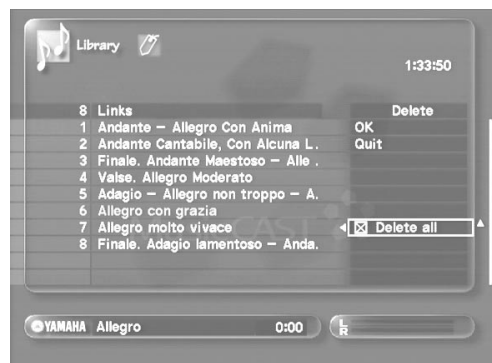 Library
1:33:50
8 Links
Delete
1 Andante – Allegro Con Anima
OK
2 Andante Cantabile, Con Alcuna L.
Quit
3 Finale. Andante Maestoso – Alle .
4 Valse. Allegro Moderato
5 Adagio – Allegro non troppo – A.
6 Allegro con grazia
7 Allegro molto vivace
Delete all
8 Finale. Adagio lamentoso – Anda.
CAST
YAMAHA Allegro 0:00
L
R